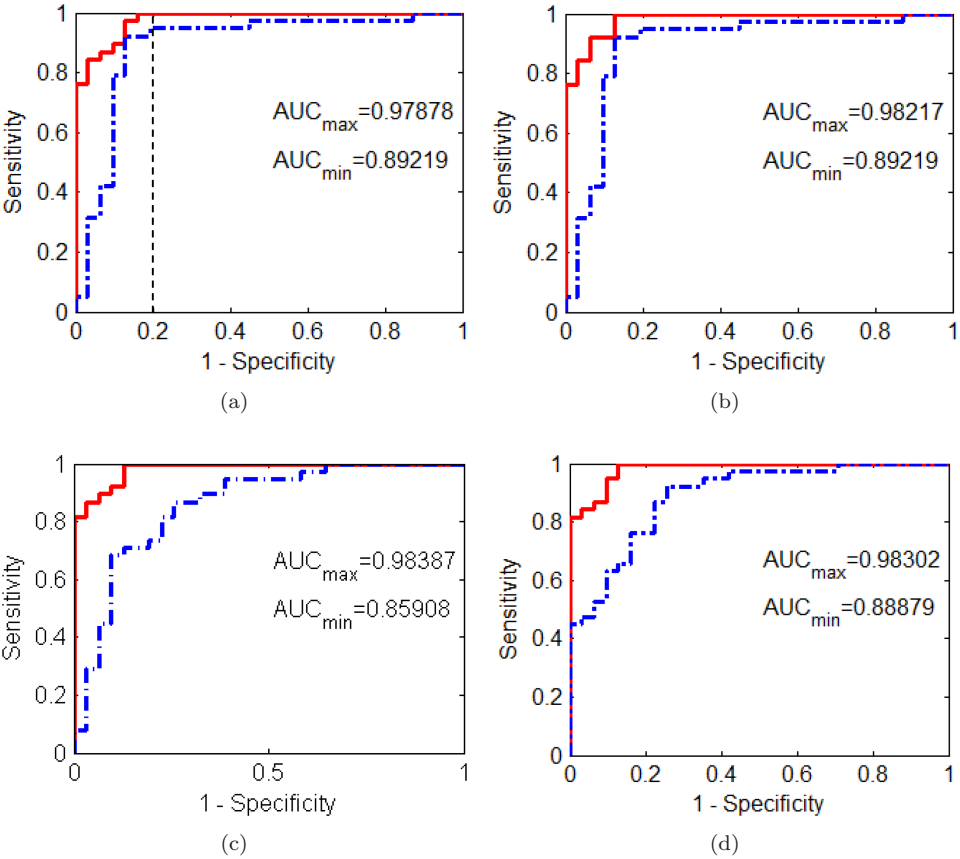 1
0.8
0.6
0.4
0.2
0
Sensitivity
AUCmax=0.97878
AUCmin=0.89219
0 0.2 0.4 0.6 0.8 1
1 - Specificity
(a)
1
0.8
0.6
0.4
0.2
0
Sensitivity
AUCmax=0.98217
AUCmin=0.89219
0 0.2 0.4 0.6 0.8 1
1 - Specificity
(b)
1
0.8
0.6
0.4
0.2
0
Sensitivity
AUCmax=0.98387
AUCmin=0.85908
0 0.5 1
1 - Specificity
(c)
1
0.8
0.6
0.4
0.2
0
Sensitivity
AUCmax=0.98302
AUCmin=0.88879
0 0.2 0.4 0.6 0.8 1
1 - Specificity
(d)